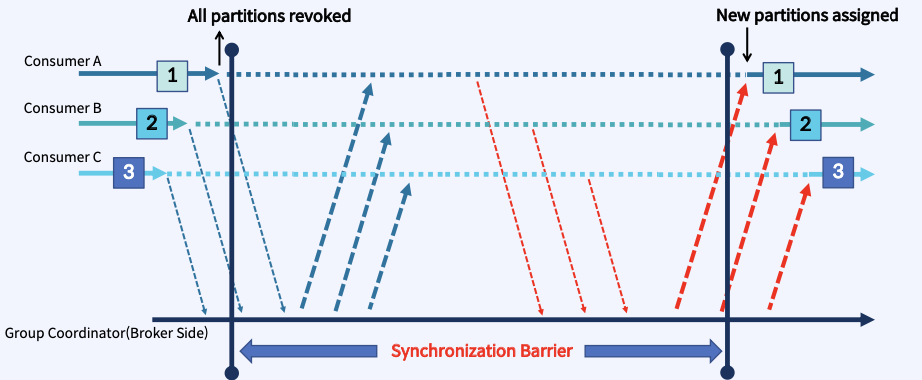 All partitions revoked
New partitions assigned
Consumer A
1
1
Consumer B
2
2
Consumer C
3
3
Group Coordinator(Broker Side)
Synchronization Barrier